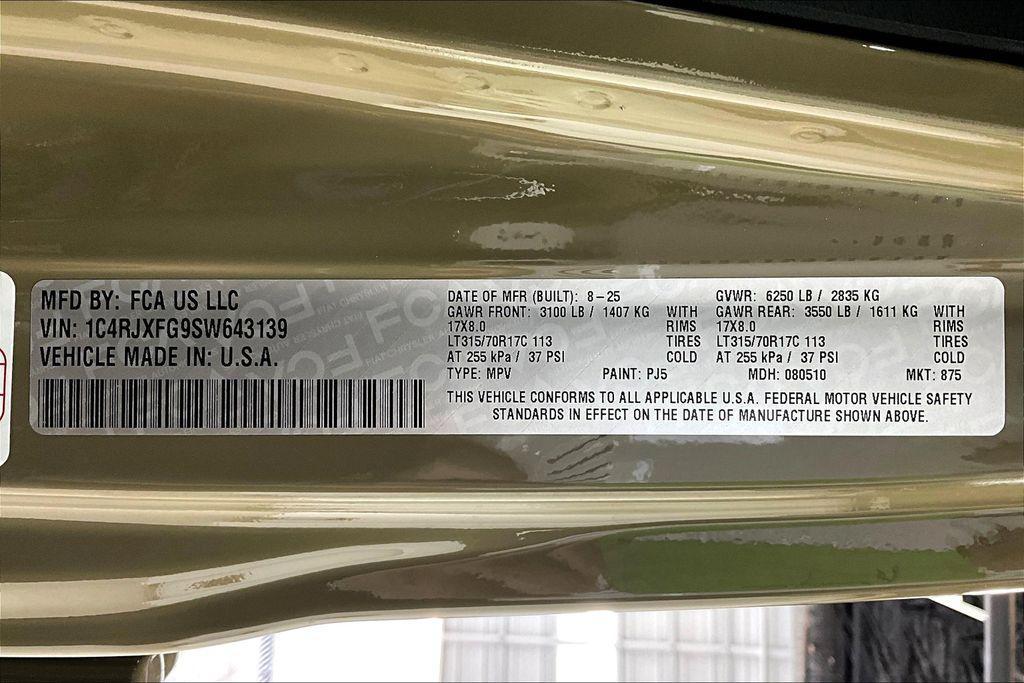 MFD BY: FCA US LLC
VIN: 1C4RJXFG9SW643139
VEHICLE MADE IN: U.S.A.
DATE OF MFR (BUILT): 8-25 GVWR: 6250 LB / 2835 KG
GAWR FRONT: 3100 LB / 1407 KG WITH GAWR REAR: 3550 LB / 1611 KG WITH
17X8.0 RIMS 17X8.0 RIMS
LT315/70R17C 113 TIRES LT315/70R17C 113 TIRES
AT 255 kPa / 37 PSI COLD AT 255 kPa / 37 PSI COLD
TYPE: MPV PAINT: PJ5 MDH: 080510 MKT: 875
THIS VEHICLE CONFORMS TO ALL APPLICABLE U.S.A. FEDERAL MOTOR VEHICLE SAFETY
STANDARDS IN EFFECT ON THE DATE OF MANUFACTURE SHOWN ABOVE.